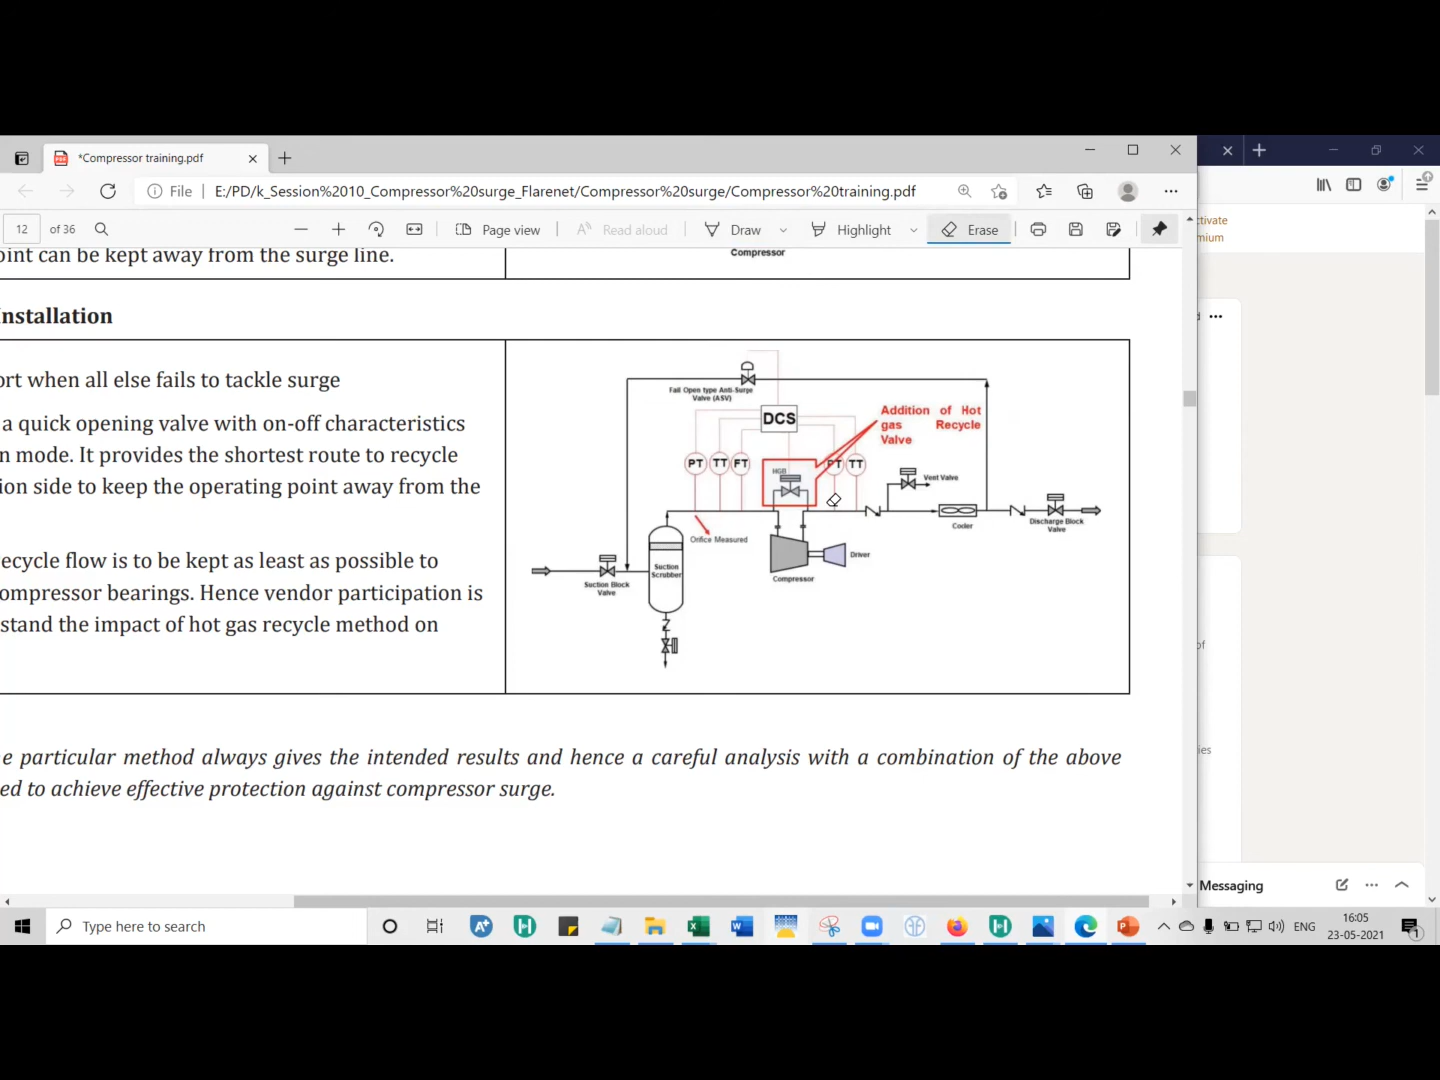 *Compressor training.pdf
File
E:/PD/k_Session%2010_Compressor%20surge_Flarenet/Compressor%20surge/Compressor%20training.pdf
12 of 36
Page view
Read aloud
Draw
Highlight
Erase
oint can be kept away from the surge line.
Compressor
nstallation
ort when all else fails to tackle surge
a quick opening valve with on-off characteristics
n mode. It provides the shortest route to recycle
ion side to keep the operating point away from the
ecycle flow is to be kept as least as possible to
ompressor bearings. Hence vendor participation is
stand the impact of hot gas recycle method on
Fail Open type Anti-Surge
Valve (ASV)
DCS
Addition of Hot
gas Recycle
Valve
PT TT FT
HGB
PT TT
Vent Valve
Orifice Measured
Cooler
Discharge Block
Valve
Suction
Scrubber
Driver
Suction Block
Valve
Compressor
e particular method always gives the intended results and hence a careful analysis with a combination of the above
ed to achieve effective protection against compressor surge.
ctivate
mium
d
of
ies
Messaging
Type here to search
ENG
16:05
23-05-2021
1